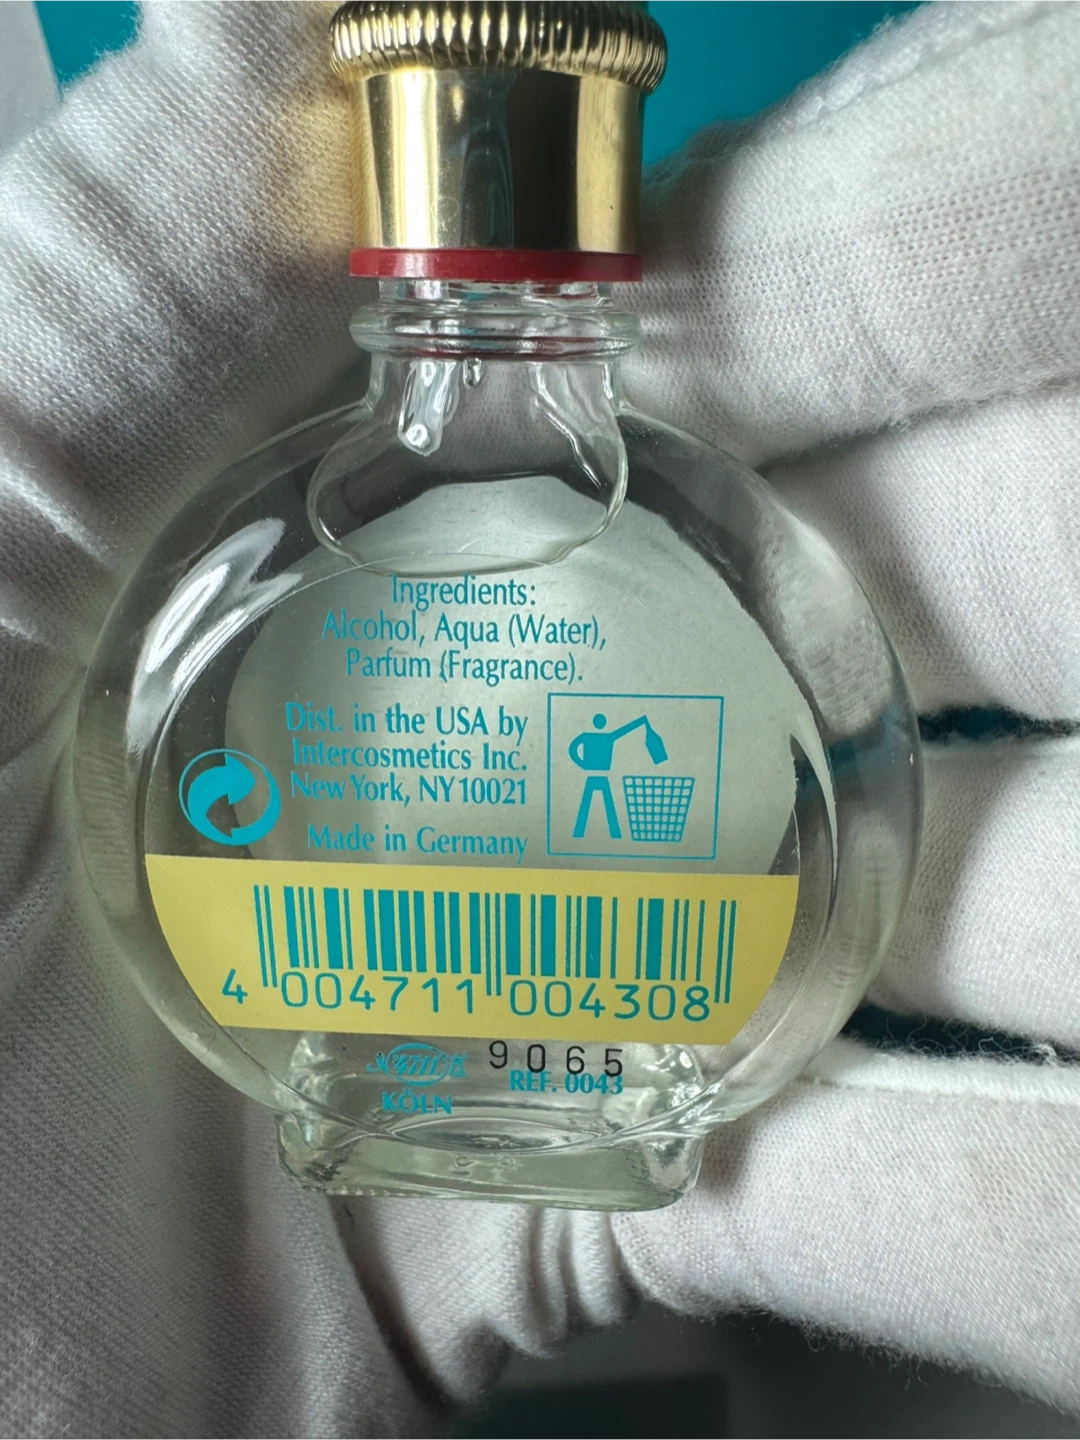 Ingredients:
Alcohol, Aqua (Water),
Parfum (Fragrance).
Dist. in the USA by
Intercosmetics Inc.
New York, NY10021
Made in Germany
4 004711 004308
9065
REF. 0043
KÖLN